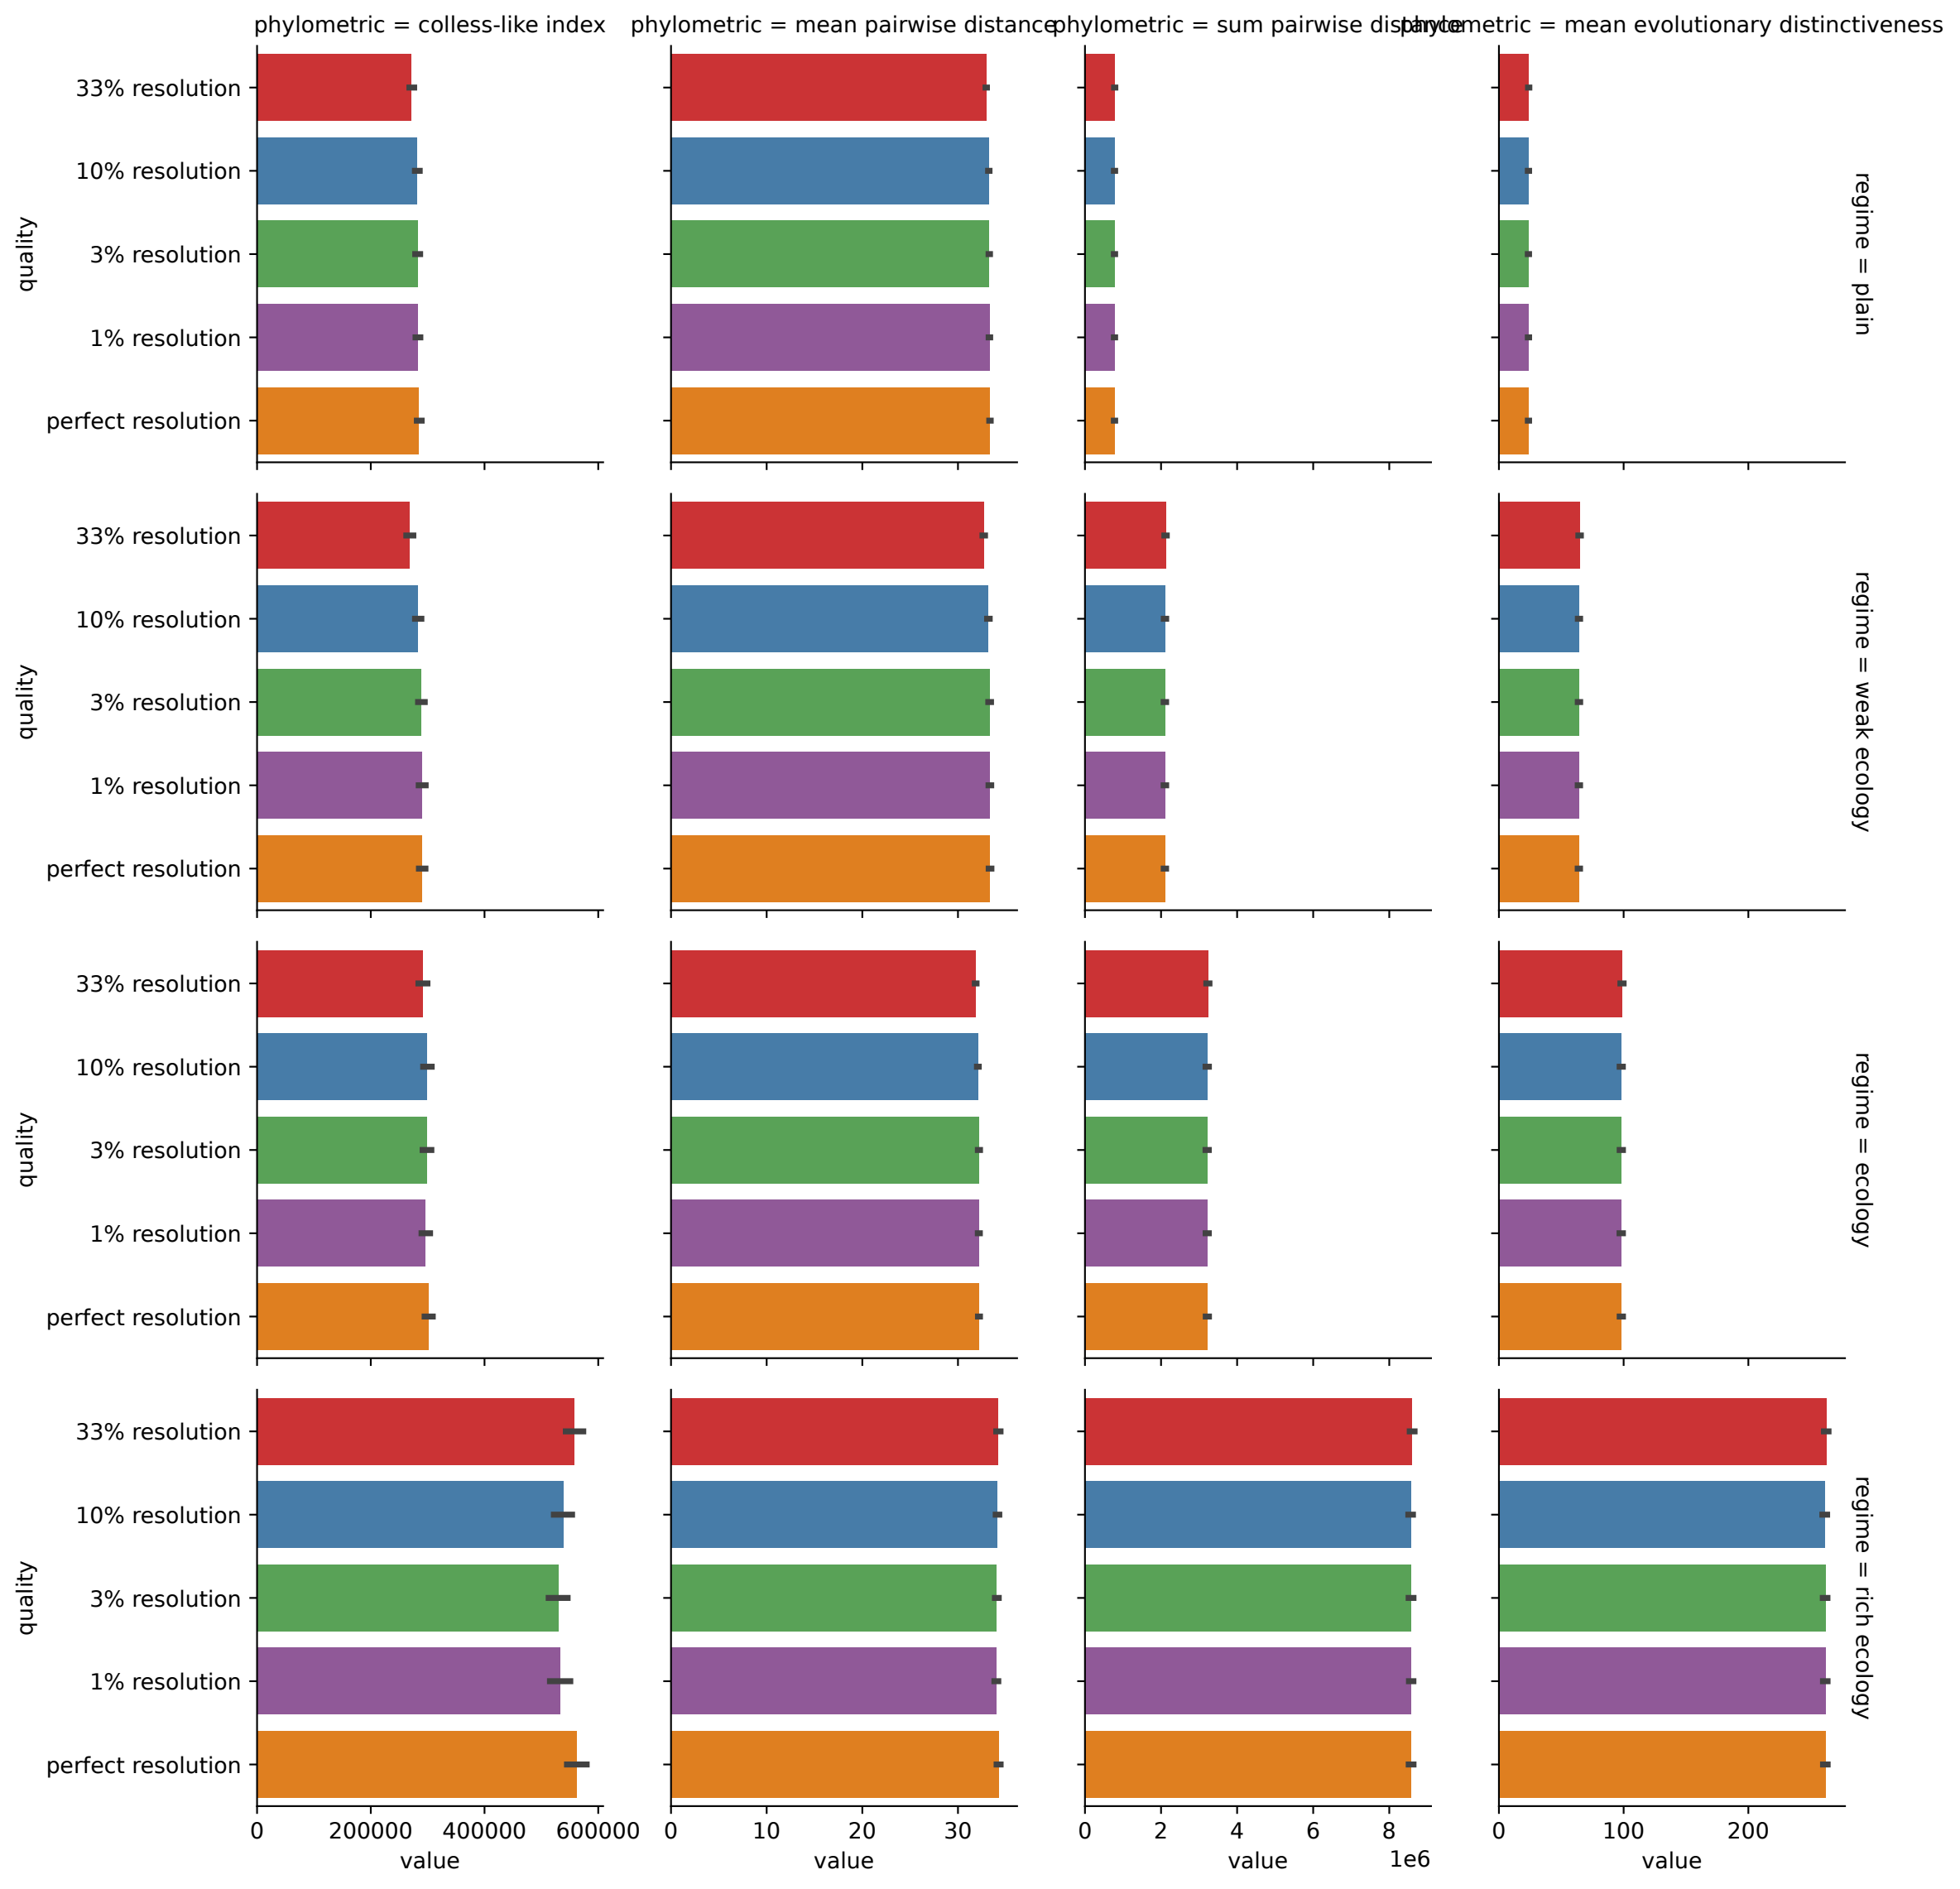 phylometric = colless-like index
phylometric = mean pairwise distance
phylometric = sum pairwise distance
phylometric = mean evolutionary distinctiveness
quality
33% resolution
10% resolution
3% resolution
1% resolution
perfect resolution
regime = plain
quality
33% resolution
10% resolution
3% resolution
1% resolution
perfect resolution
regime = weak ecology
quality
33% resolution
10% resolution
3% resolution
1% resolution
perfect resolution
regime = ecology
quality
33% resolution
10% resolution
3% resolution
1% resolution
perfect resolution
regime = rich ecology
0 200000 400000 600000
value
0 10 20 30
value
0 2 4 6 8
1e6
value
0 100 200
value